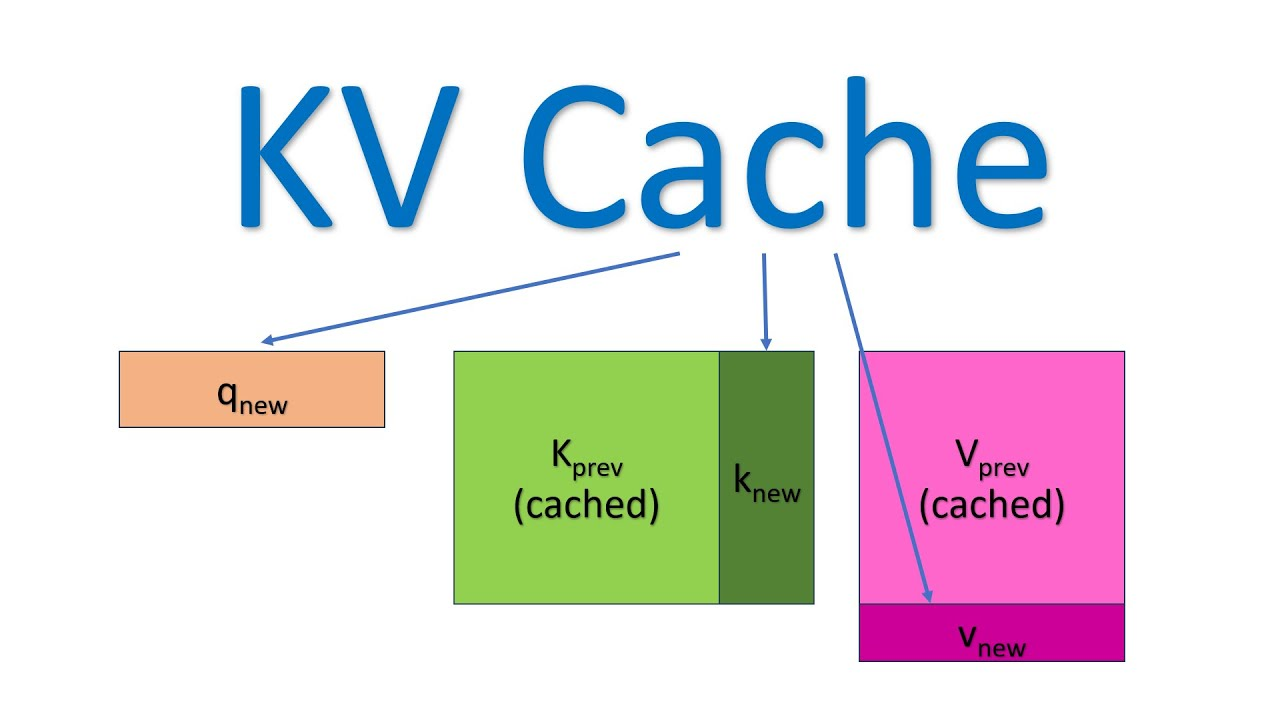 KV Cache
qnew
Kprev
(cached)
knew
Vprev
(cached)
vnew